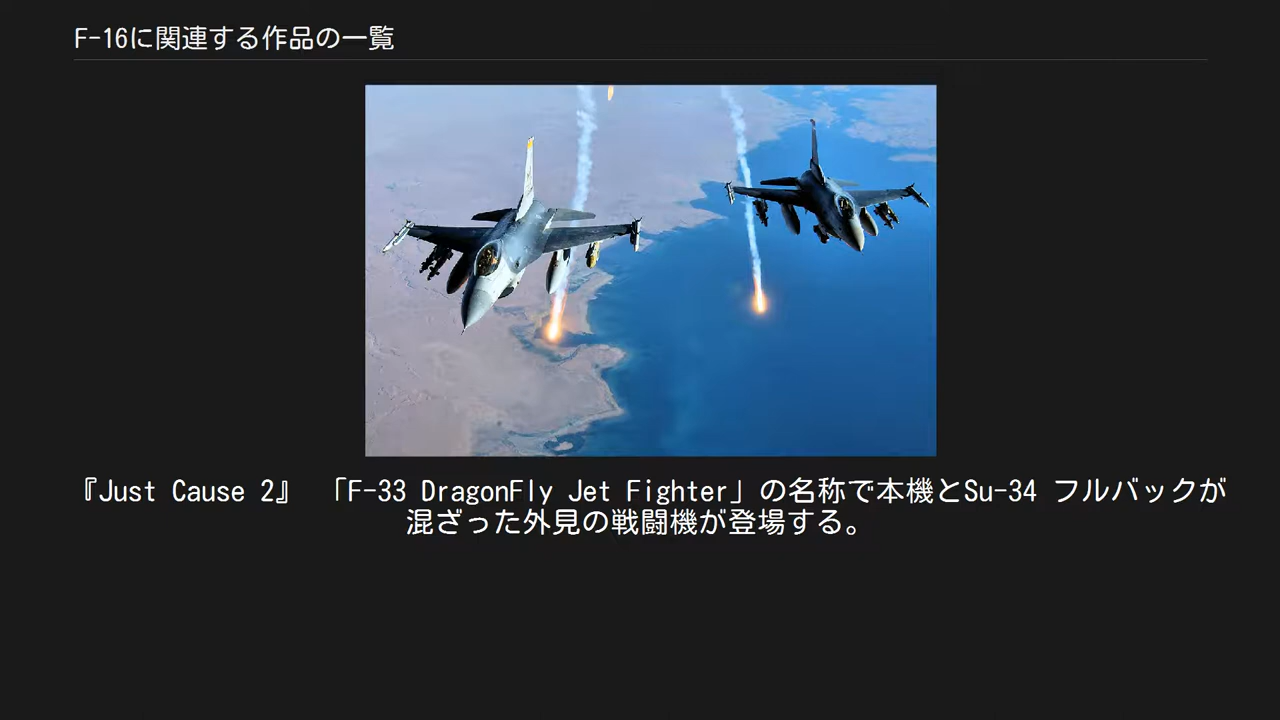 F-16に関連する作品の一覧
『Just Cause 2』 「F-33 DragonFly Jet Fighter」の名称で本機とSu-34 フルバックが
混ざった外見の戦闘機が登場する。